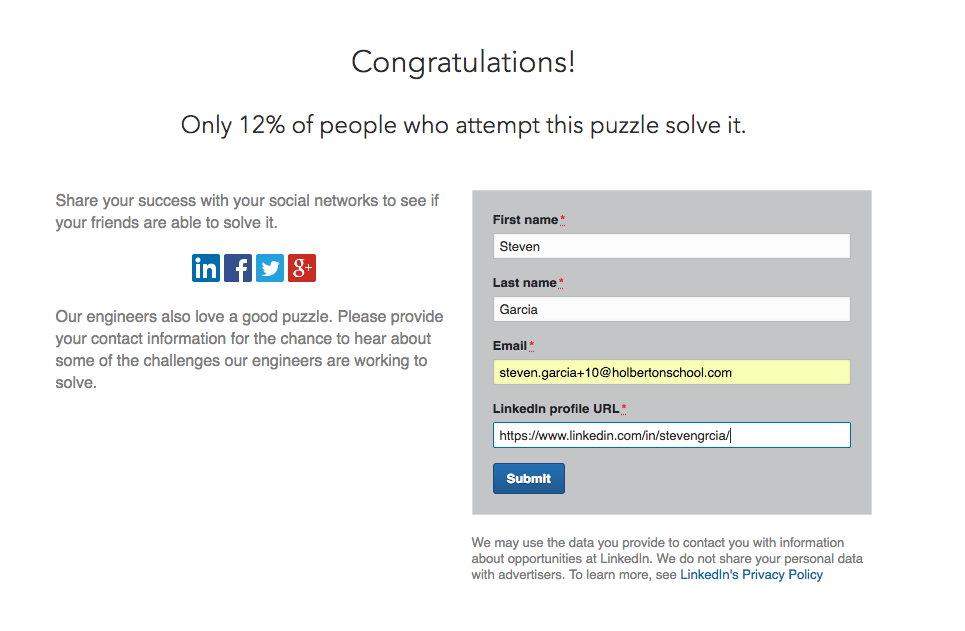 Congratulations!
Only 12% of people who attempt this puzzle solve it.
Share your success with your social networks to see if
your friends are able to solve it.
in f g+
Our engineers also love a good puzzle. Please provide
your contact information for the chance to hear about
some of the challenges our engineers are working to
solve.
First name*
Steven
Last name*
Garcia
Email*
steven.garcia+10@holbertonschool.com
LinkedIn profile URL*
https://www.linkedin.com/in/stevengrcia/
Submit
We may use the data you provide to contact you with information
about opportunities at LinkedIn. We do not share your personal data
with advertisers. To learn more, see LinkedIn's Privacy Policy